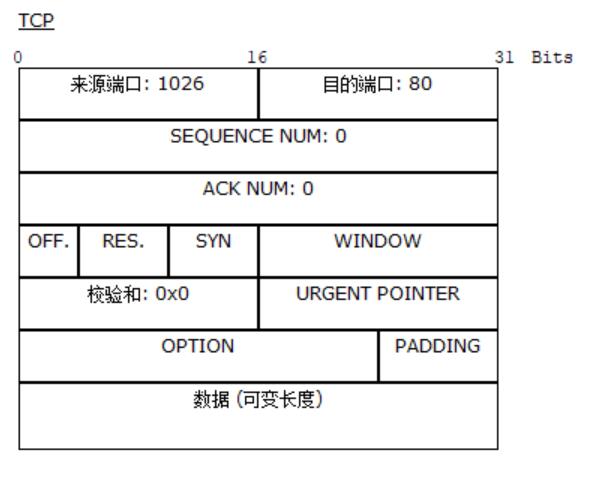 TCP
0 16 31 Bits
来源端口: 1026 目的端口: 80
SEQUENCE NUM: 0
ACK NUM: 0
OFF. RES. SYN WINDOW
校验和: 0x0 URGENT POINTER
OPTION PADDING
数据 (可变长度)